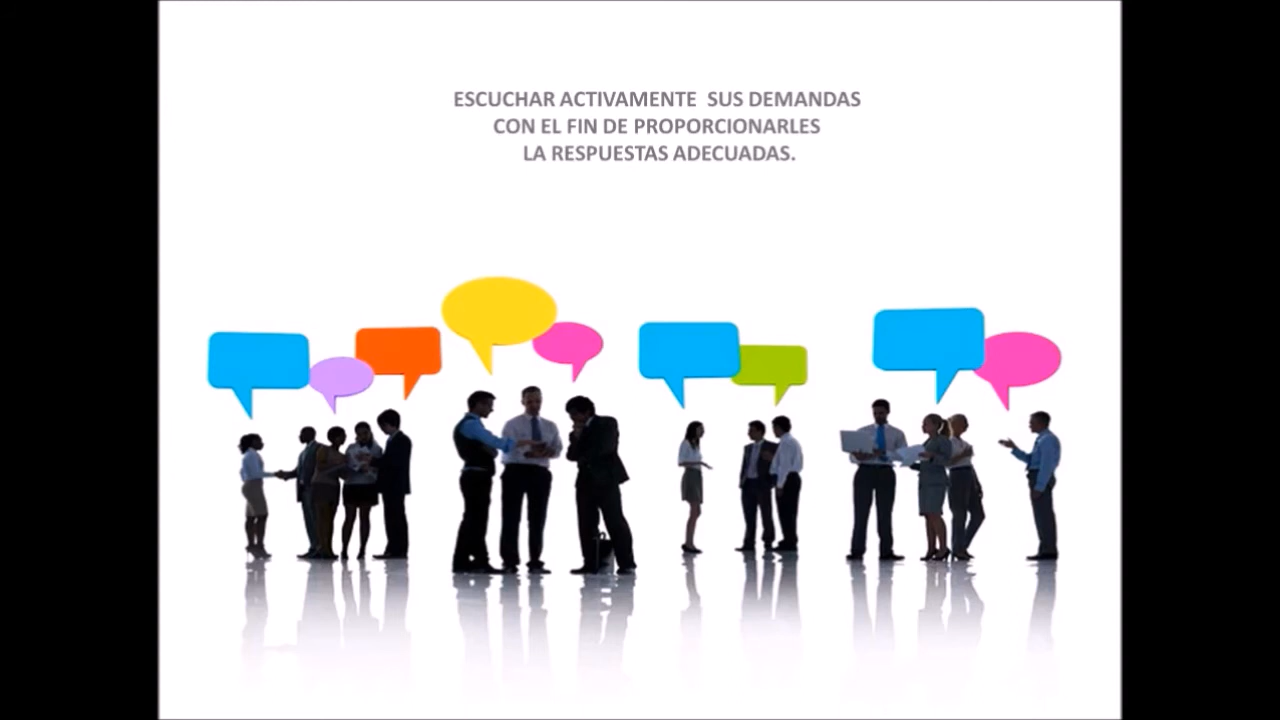 ESCUCHAR ACTIVAMENTE SUS DEMANDAS
CON EL FIN DE PROPORCIONARLES
LA RESPUESTAS ADECUADAS.